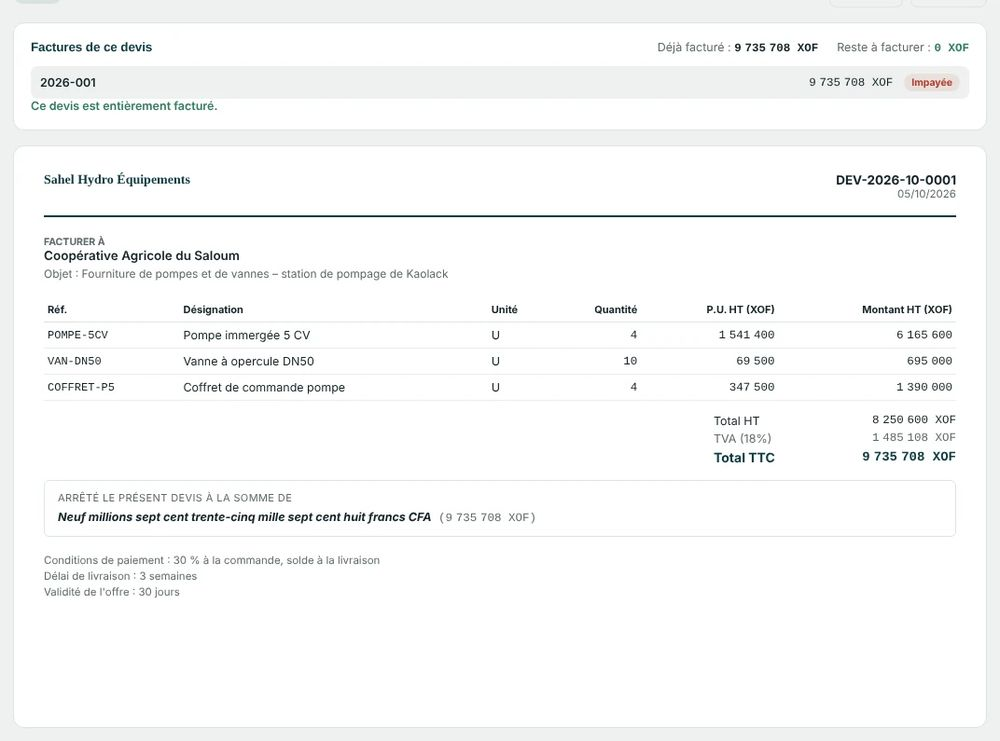 Factures de ce devis Déjà facturé : 9 735 708 XOF Reste à facturer : 0 XOF
2026-001 9 735 708 XOF Impayée
Ce devis est entièrement facturé.
Sahel Hydro Équipements DEV-2026-10-0001
05/10/2026
FACTURER À
Coopérative Agricole du Saloum
Objet : Fourniture de pompes et de vannes – station de pompage de Kaolack
Réf. Désignation Unité Quantité P.U. HT (XOF) Montant HT (XOF)
POMPE-5CV Pompe immergée 5 CV U 4 1 541 400 6 165 600
VAN-DN50 Vanne à opercule DN50 U 10 69 500 695 000
COFFRET-P5 Coffret de commande pompe U 4 347 500 1 390 000
Total HT 8 250 600 XOF
TVA (18%) 1 485 108 XOF
Total TTC 9 735 708 XOF
ARRÊTÉ LE PRÉSENT DEVIS À LA SOMME DE
Neuf millions sept cent trente-cinq mille sept cent huit francs CFA (9 735 708 XOF)
Conditions de paiement : 30 % à la commande, solde à la livraison
Délai de livraison : 3 semaines
Validité de l'offre : 30 jours